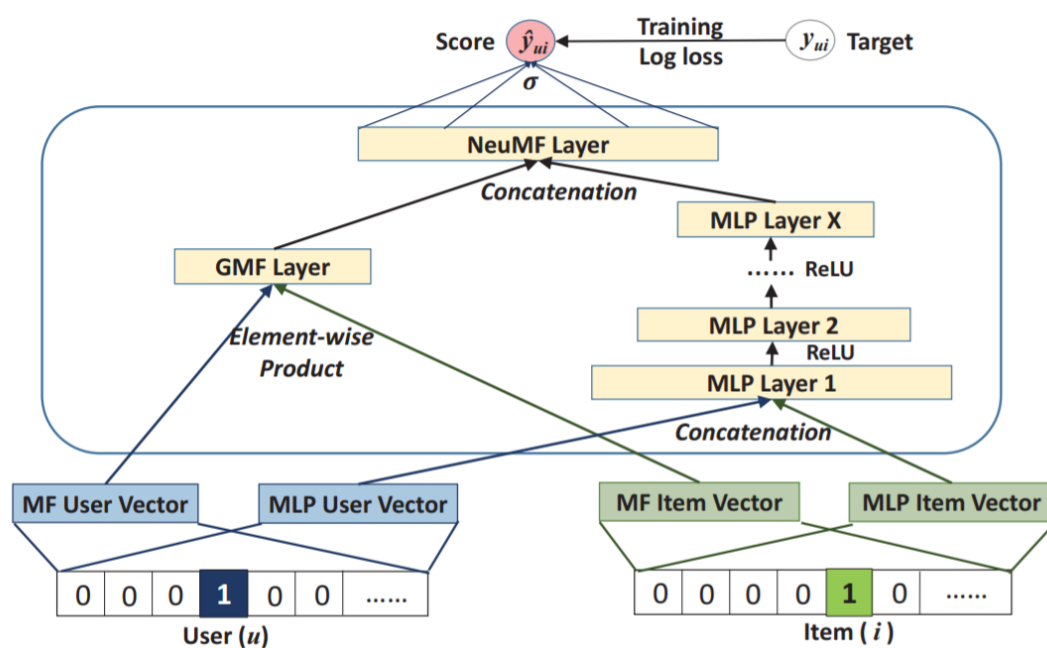 Score ŷui Training yui Target
Log loss
σ
NeuMF Layer
Concatenation
MLP Layer X
GMF Layer
...... ReLU
Element-wise
Product
MLP Layer 2
ReLU
MLP Layer 1
Concatenation
MF User Vector MLP User Vector MF Item Vector MLP Item Vector
0 0 0 1 0 0 ...... 0 0 0 0 1 0 ......
User (u) Item ( i )